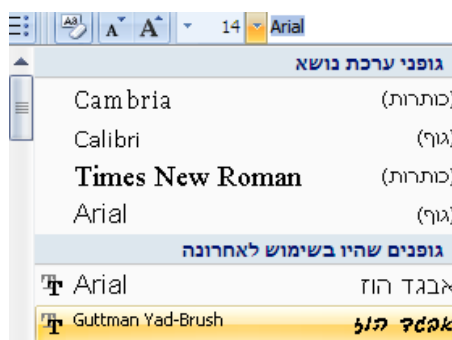 Arial 14 A A Aa
גופני ערכת נושא
Cambria (כותרות)
Calibri (גוף)
Times New Roman (כותרות)
Arial (גוף)
גופנים שהיו בשימוש לאחרונה
Arial אבגד הוז
Guttman Yad-Brush אבגד הוז